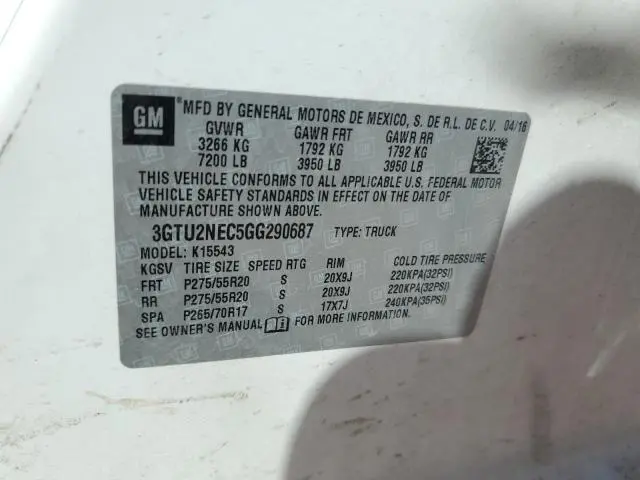 GM
MFD BY GENERAL MOTORS DE MEXICO, S. DE R.L. DE C.V. 04/16
GVWR GAWR FRT GAWR RR
3266 KG 1792 KG 1792 KG
7200 LB 3950 LB 3950 LB
THIS VEHICLE CONFORMS TO ALL APPLICABLE U.S. FEDERAL MOTOR
VEHICLE SAFETY STANDARDS IN EFFECT ON THE DATE OF
MANUFACTURE SHOWN ABOVE.
3GTU2NEC5GG290687 TYPE: TRUCK
MODEL: K15543
KGSV TIRE SIZE SPEED RTG RIM COLD TIRE PRESSURE
FRT P275/55R20 S 20X9J 220KPA(32PSI)
RR P275/55R20 S 20X9J 220KPA(32PSI)
SPA P265/70R17 S 17X7J 240KPA(35PSI)
SEE OWNER'S MANUAL FOR MORE INFORMATION.